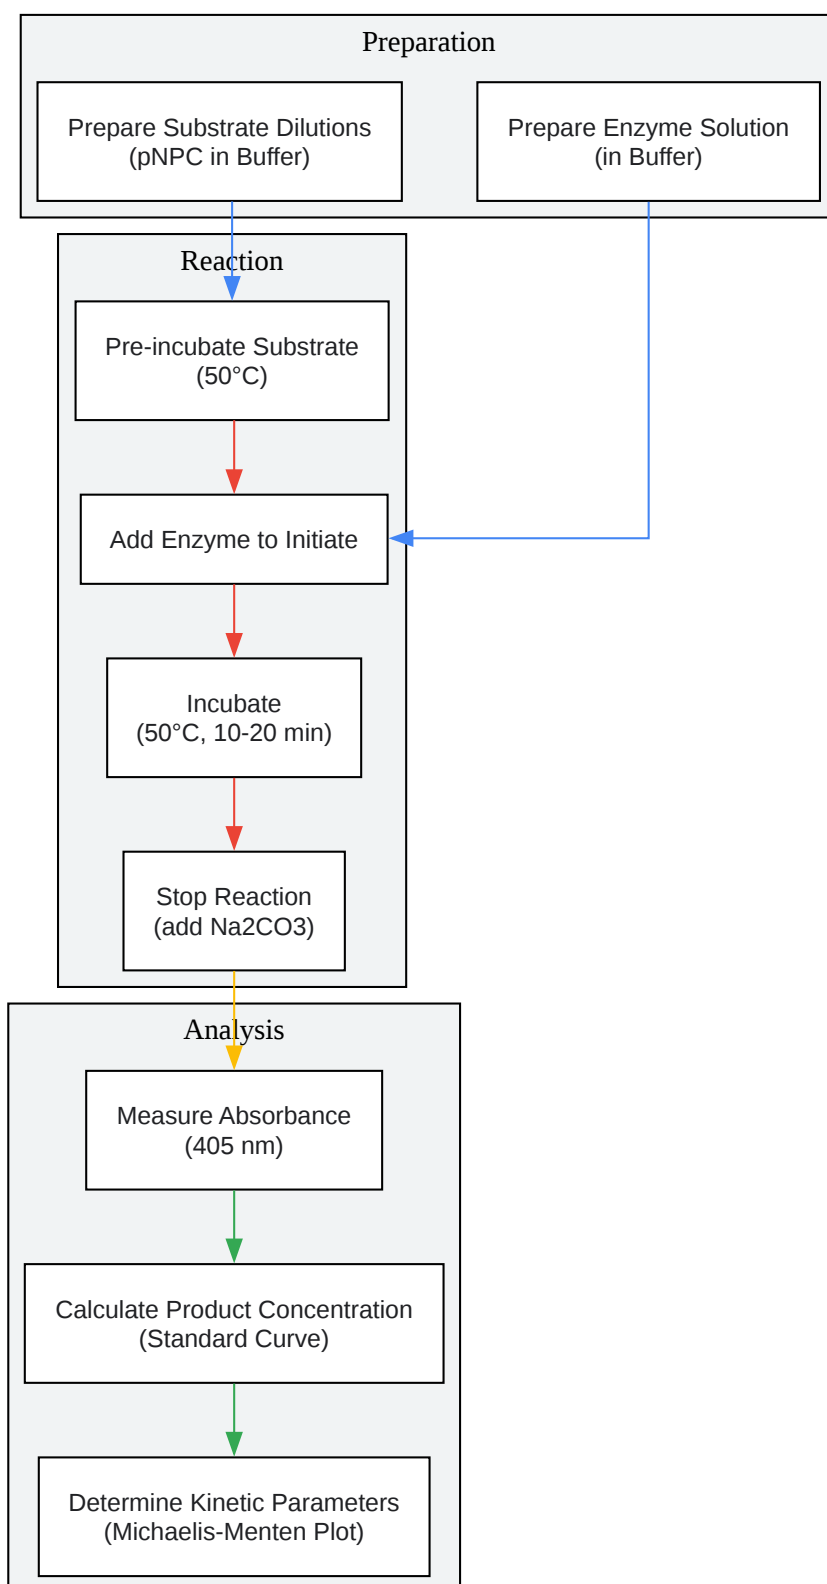 Preparation
Prepare Substrate Dilutions
(pNPC in Buffer)
Prepare Enzyme Solution
(in Buffer)
Reaction
Pre-incubate Substrate
(50°C)
Add Enzyme to Initiate
Incubate
(50°C, 10-20 min)
Stop Reaction
(add Na2CO3)
Analysis
Measure Absorbance
(405 nm)
Calculate Product Concentration
(Standard Curve)
Determine Kinetic Parameters
(Michaelis-Menten Plot)